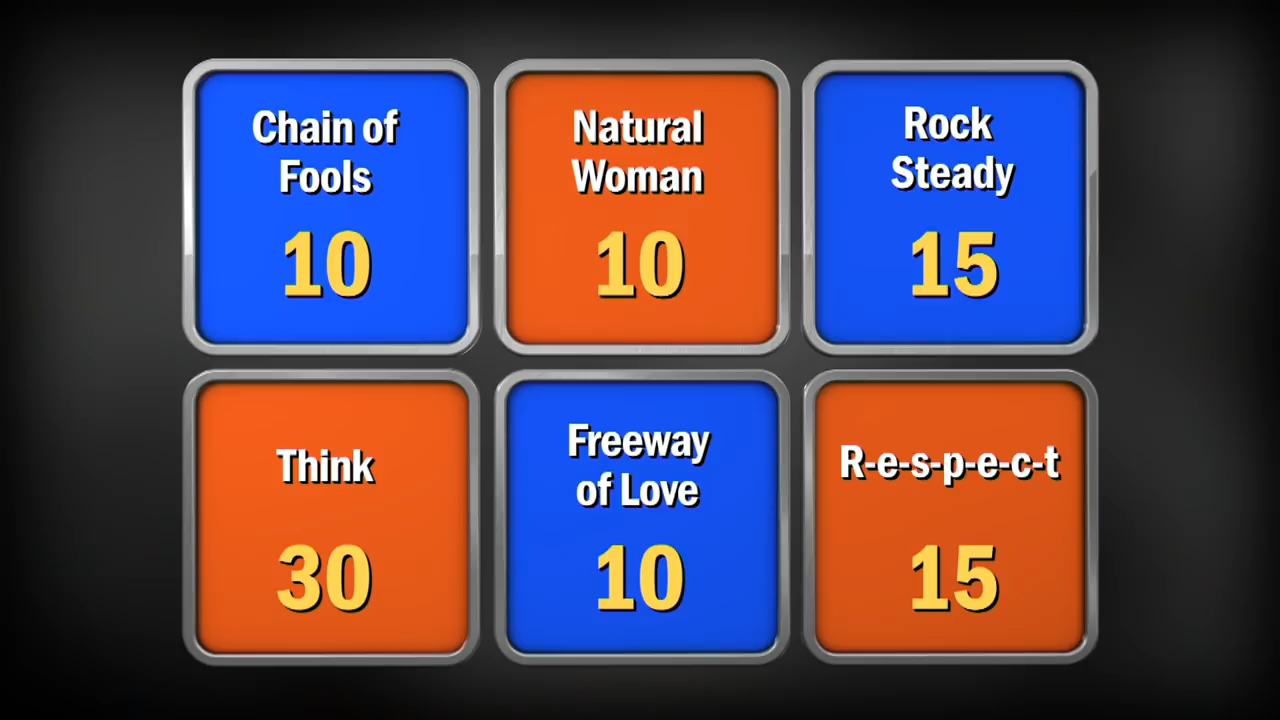 Chain of
Fools
10
Natural
Woman
10
Rock
Steady
15
Think
30
Freeway
of Love
10
R-e-s-p-e-c-t
15